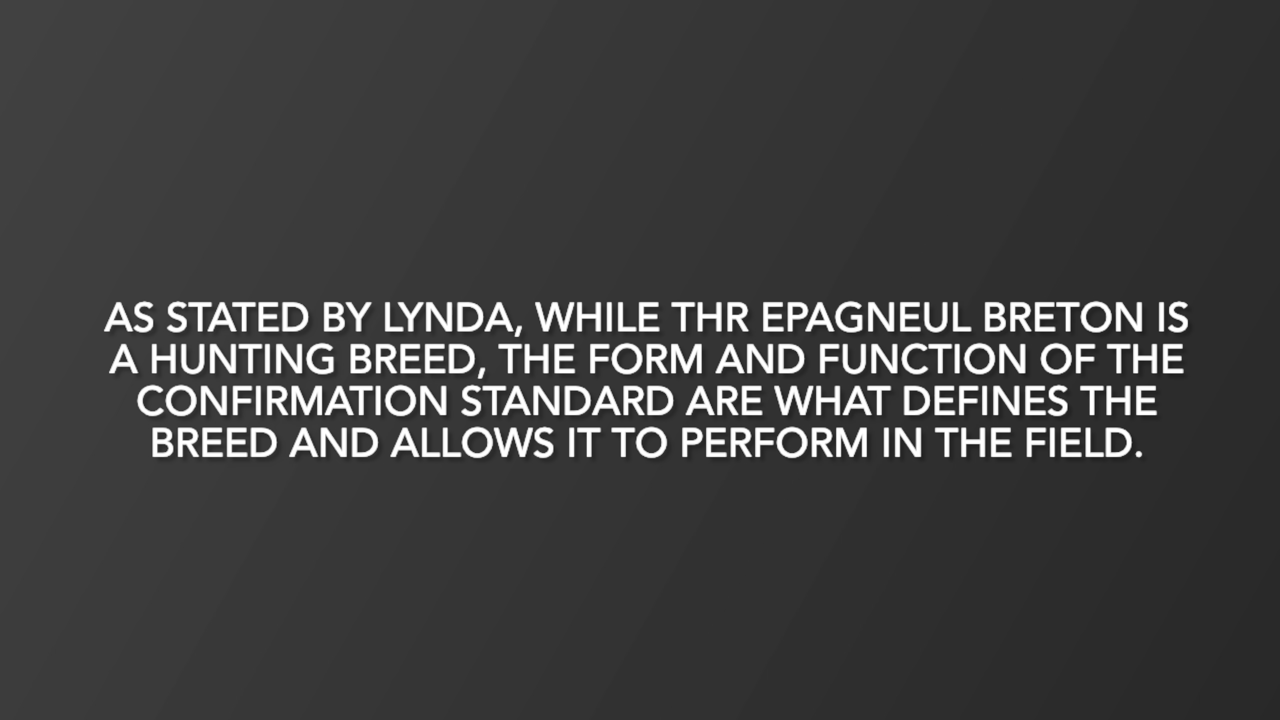 AS STATED BY LYNDA, WHILE THR EPAGNEUL BRETON IS
A HUNTING BREED, THE FORM AND FUNCTION OF THE
CONFIRMATION STANDARD ARE WHAT DEFINES THE
BREED AND ALLOWS IT TO PERFORM IN THE FIELD.